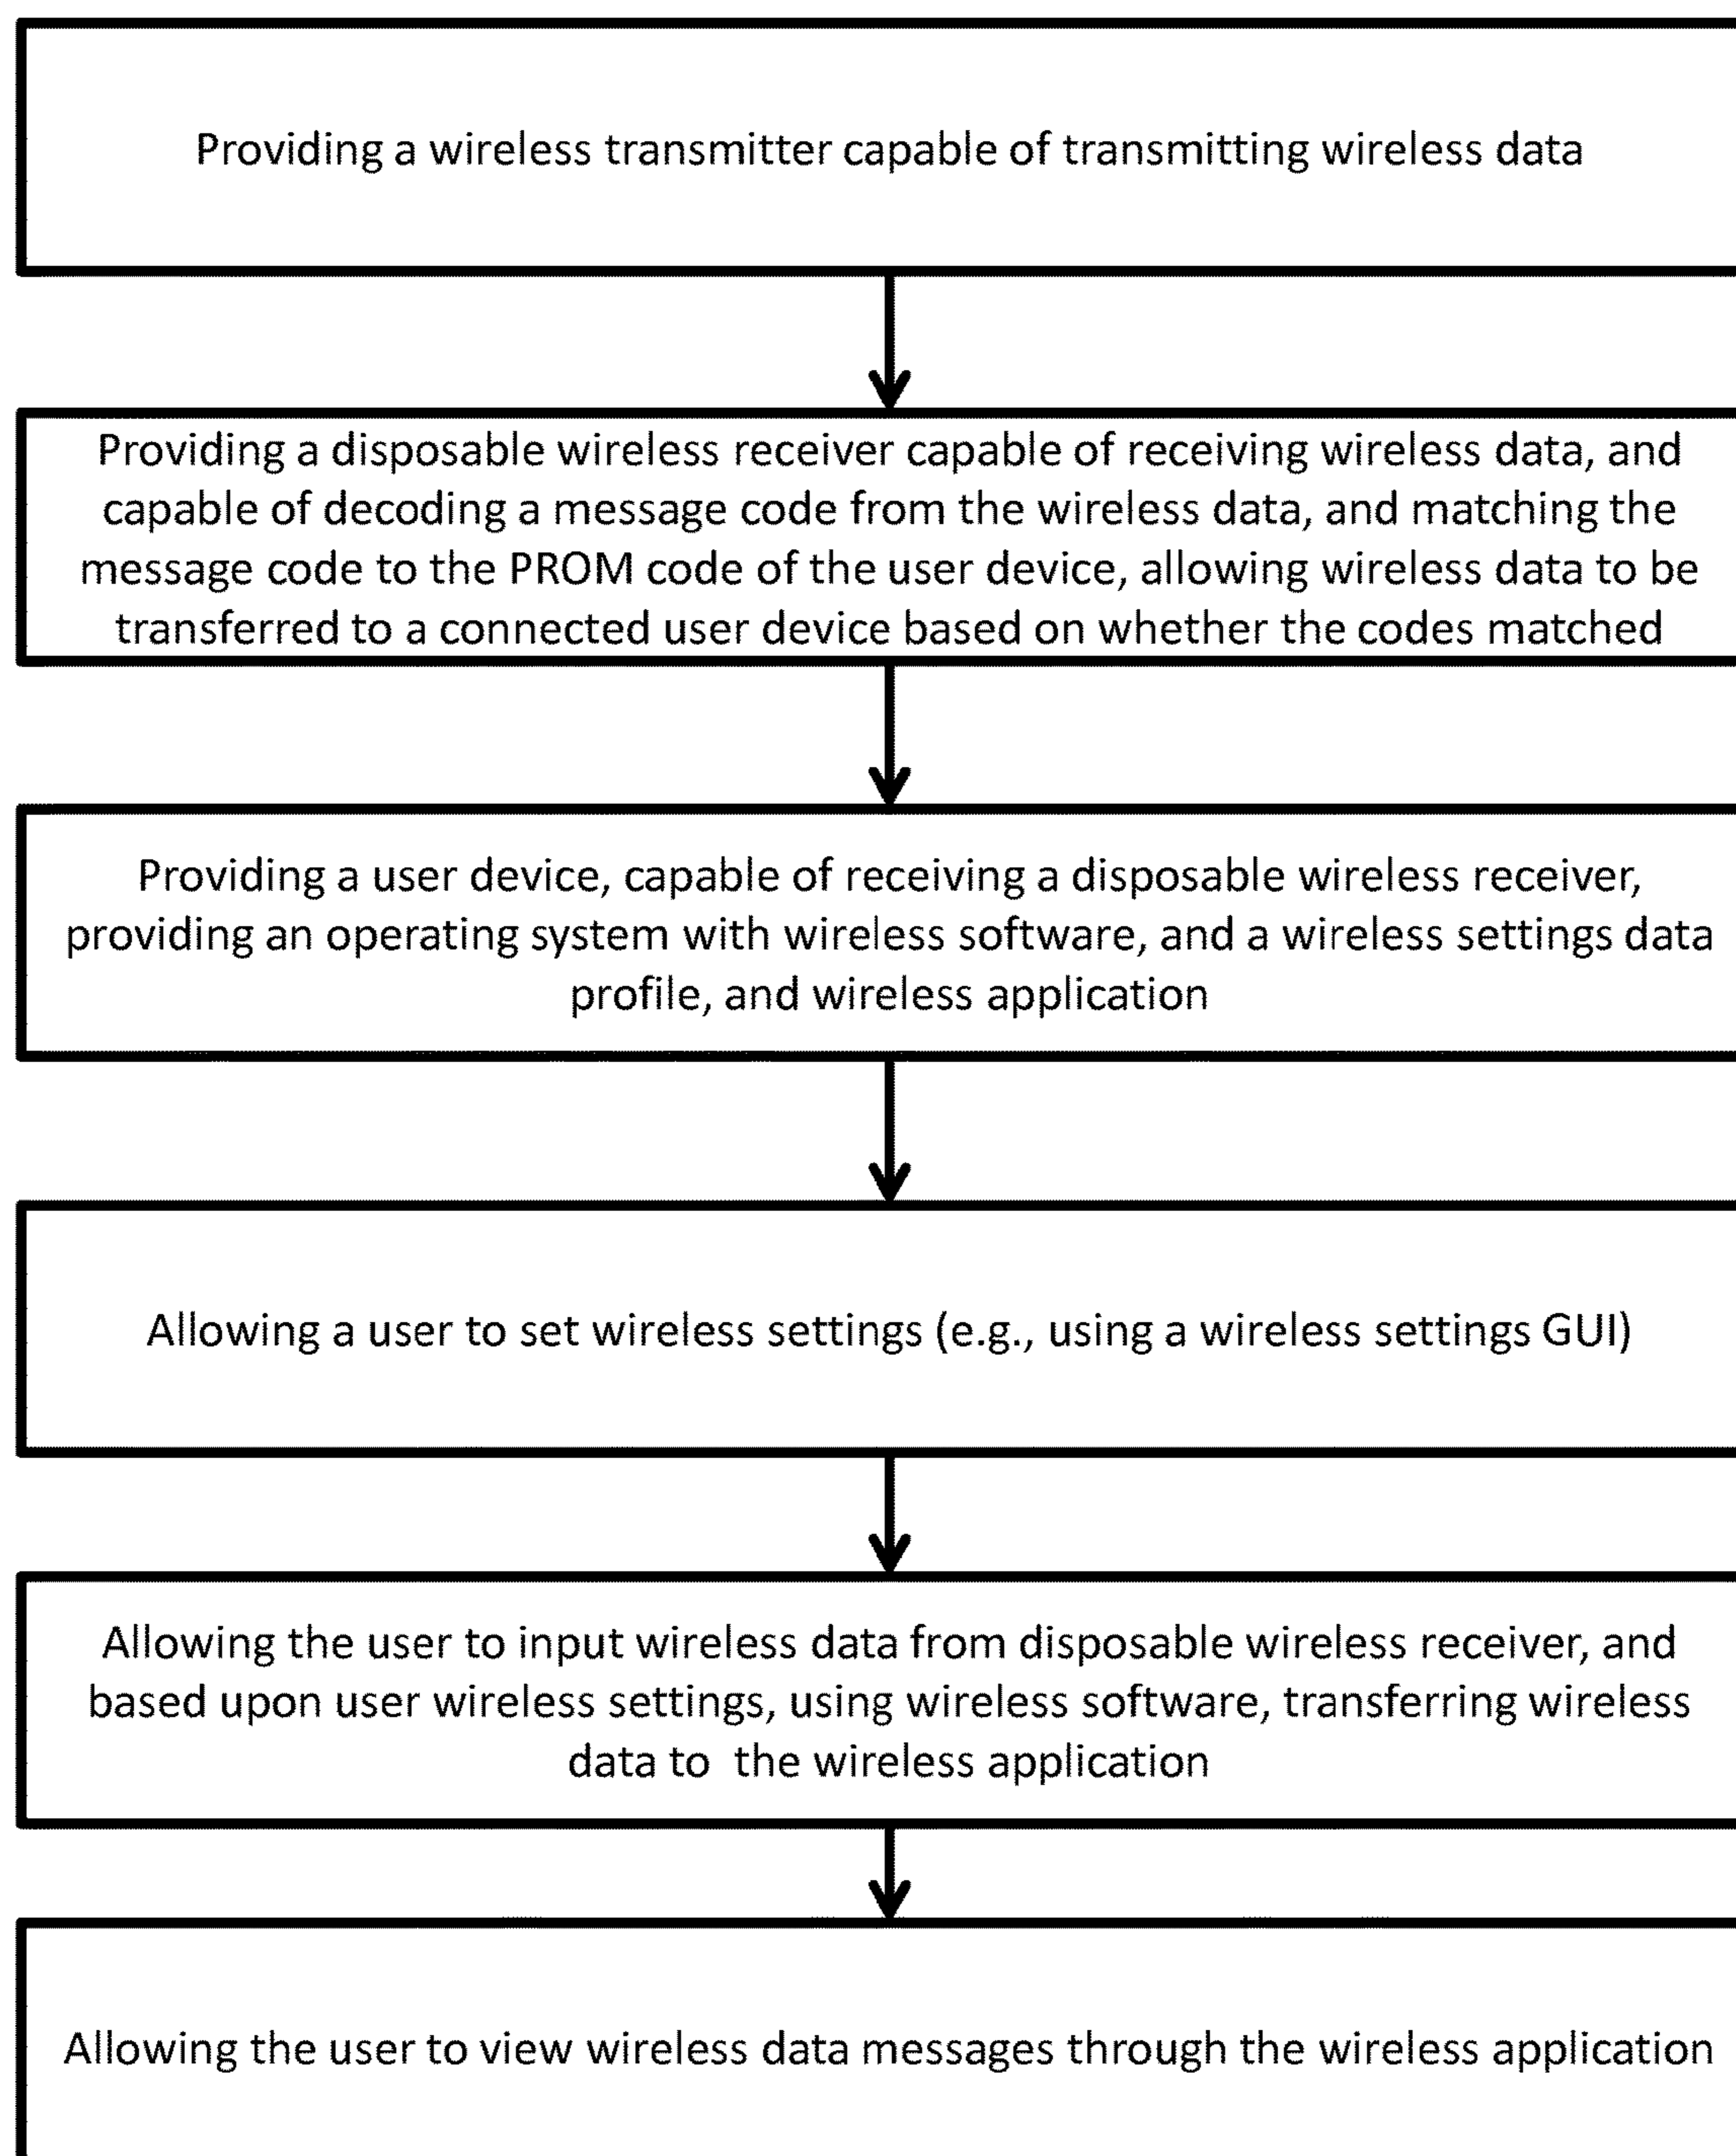 Providing a wireless transmitter capable of transmitting wireless data
Providing a disposable wireless receiver capable of receiving wireless data, and
capable of decoding a message code from the wireless data, and matching the
message code to the PROM code of the user device, allowing wireless data to be
transferred to a connected user device based on whether the codes matched
Providing a user device, capable of receiving a disposable wireless receiver,
providing an operating system with wireless software, and a wireless settings data
profile, and wireless application
Allowing a user to set wireless settings (e.g., using a wireless settings GUI)
Allowing the user to input wireless data from disposable wireless receiver, and
based upon user wireless settings, using wireless software, transferring wireless
data to the wireless application
Allowing the user to view wireless data messages through the wireless application